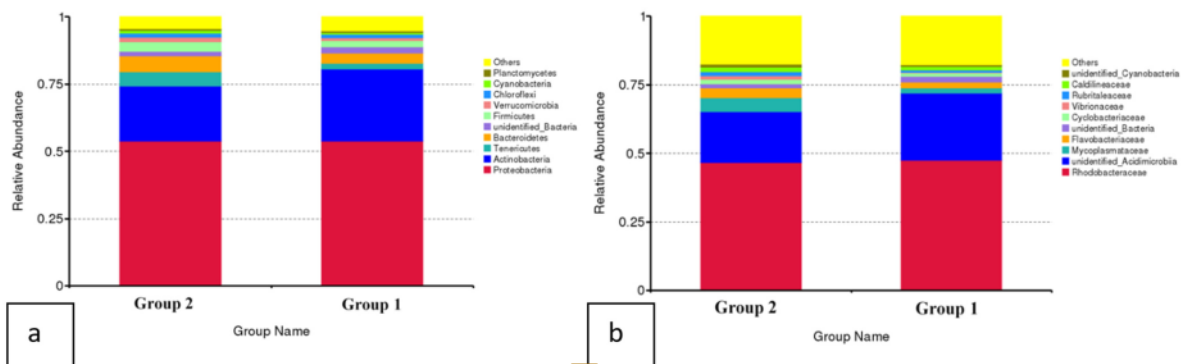 1
0.75
0.5
0.25
0
Relative Abundance
Group 2
Group 1
Group Name
Others
Planctomycetes
Cyanobacteria
Chloroflexi
Verrucomicrobia
Firmicutes
unidentified_Bacteria
Bacteroidetes
Tenericutes
Actinobacteria
Proteobacteria
a
1
0.75
0.5
0.25
0
Relative Abundance
Group 2
Group 1
Group Name
Others
unidentified_Cyanobacteria
Caldilineaceae
Rubritaleaceae
Vibrionaceae
Cyclobacteriaceae
unidentified_Bacteria
Flavobacteriaceae
Mycoplasmataceae
unidentified_Acidimicrobiia
Rhodobacteraceae
b